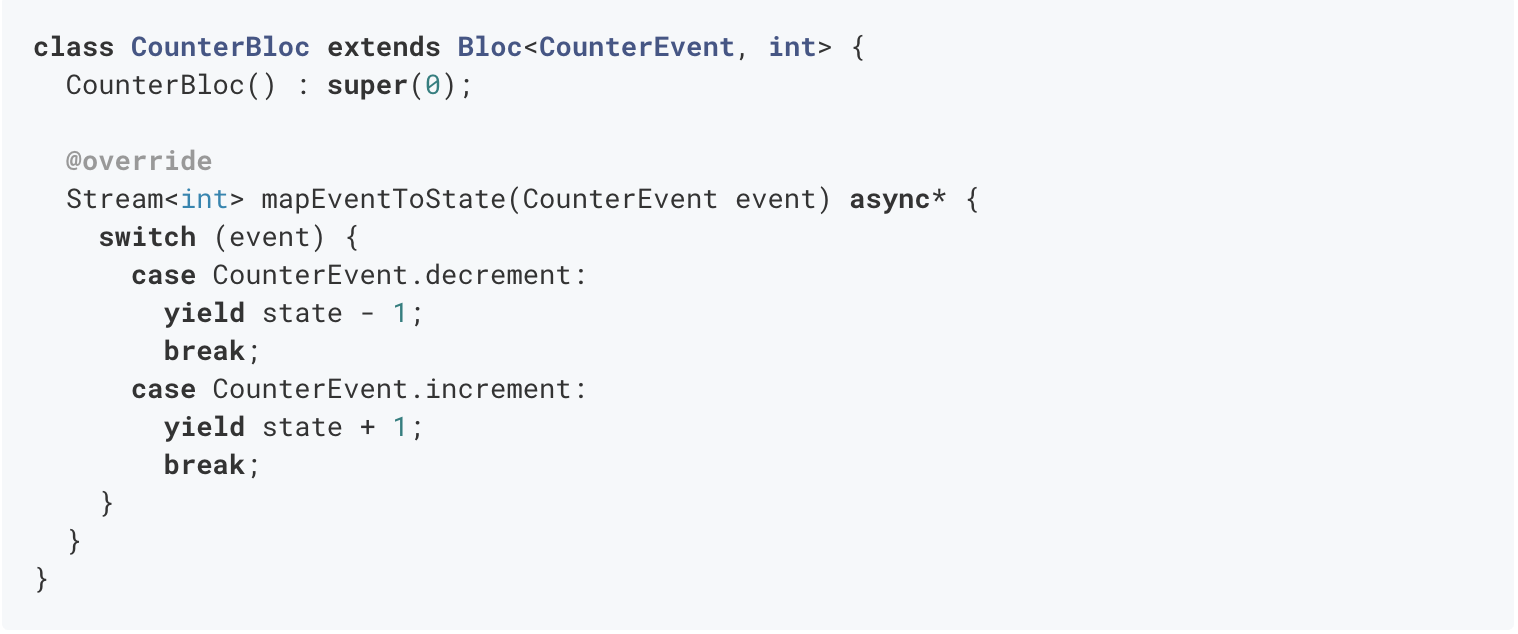 class CounterBloc extends Bloc<CounterEvent, int> {
  CounterBloc() : super(0);

  @override
  Stream<int> mapEventToState(CounterEvent event) async* {
    switch (event) {
      case CounterEvent.decrement:
        yield state - 1;
        break;
      case CounterEvent.increment:
        yield state + 1;
        break;
    }
  }
}